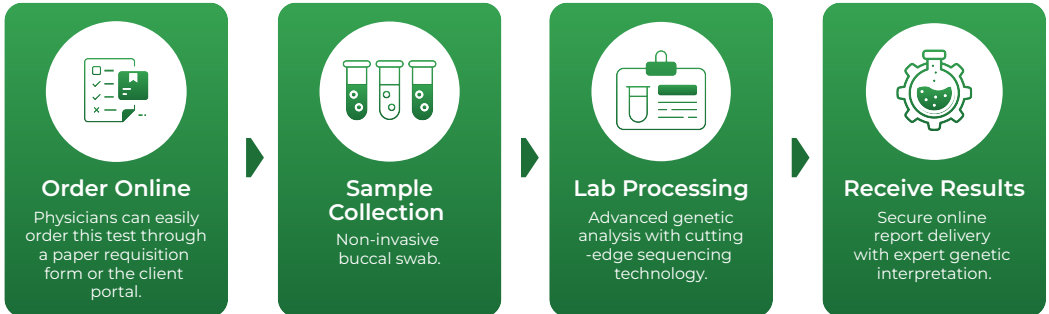 Order Online
Physicians can easily
order this test through
a paper requisition
form or the client
portal.
Sample
Collection
Non-invasive
buccal swab.
Lab Processing
Advanced genetic
analysis with cutting
-edge sequencing
technology.
Receive Results
Secure online
report delivery
with expert genetic
interpretation.